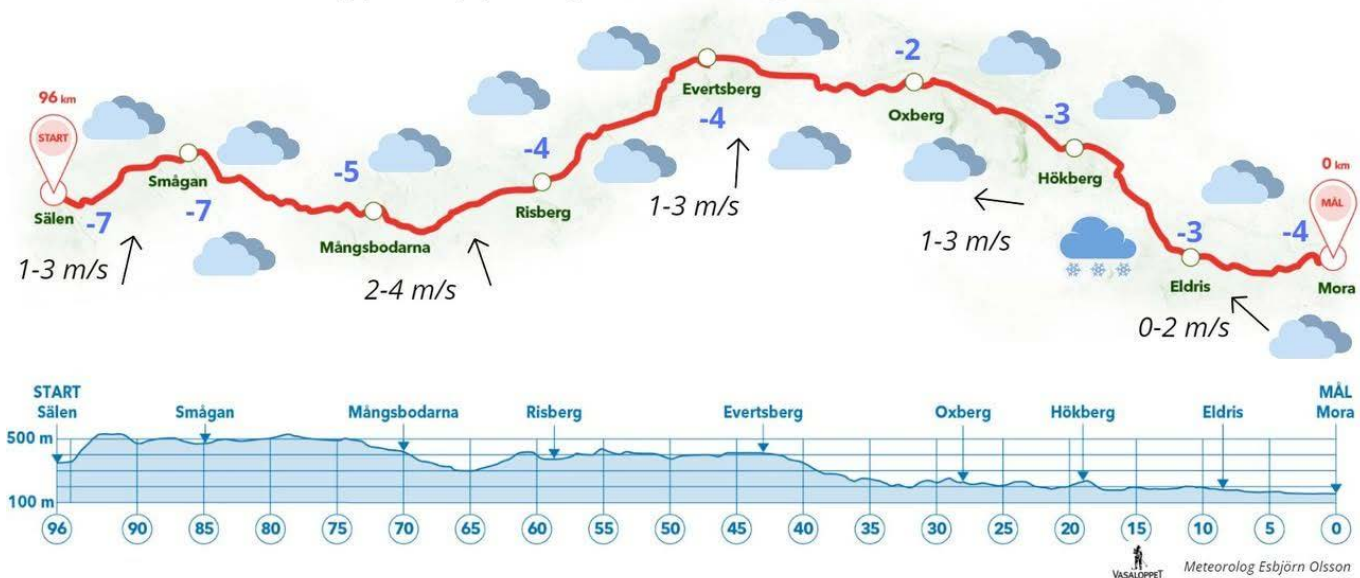 96 km
START
Sälen
-7
1-3 m/s
Smågan
-7
-5
Mångsbodarna
2-4 m/s
-4
Risberg
Evertsberg
-4
1-3 m/s
-2
Oxberg
1-3 m/s
-3
Hökberg
-3
Eldris
0-2 m/s
0 km
MÅL
-4
Mora
START
Sälen Smågan Mångsbodarna Risberg Evertsberg Oxberg Hökberg Eldris
MÅL
Mora
500 m
100 m
96 90 85 80 75 70 65 60 55 50 45 40 35 30 25 20 15 10 5 0
VASALOPPET
Meteorolog Esbjörn Olsson